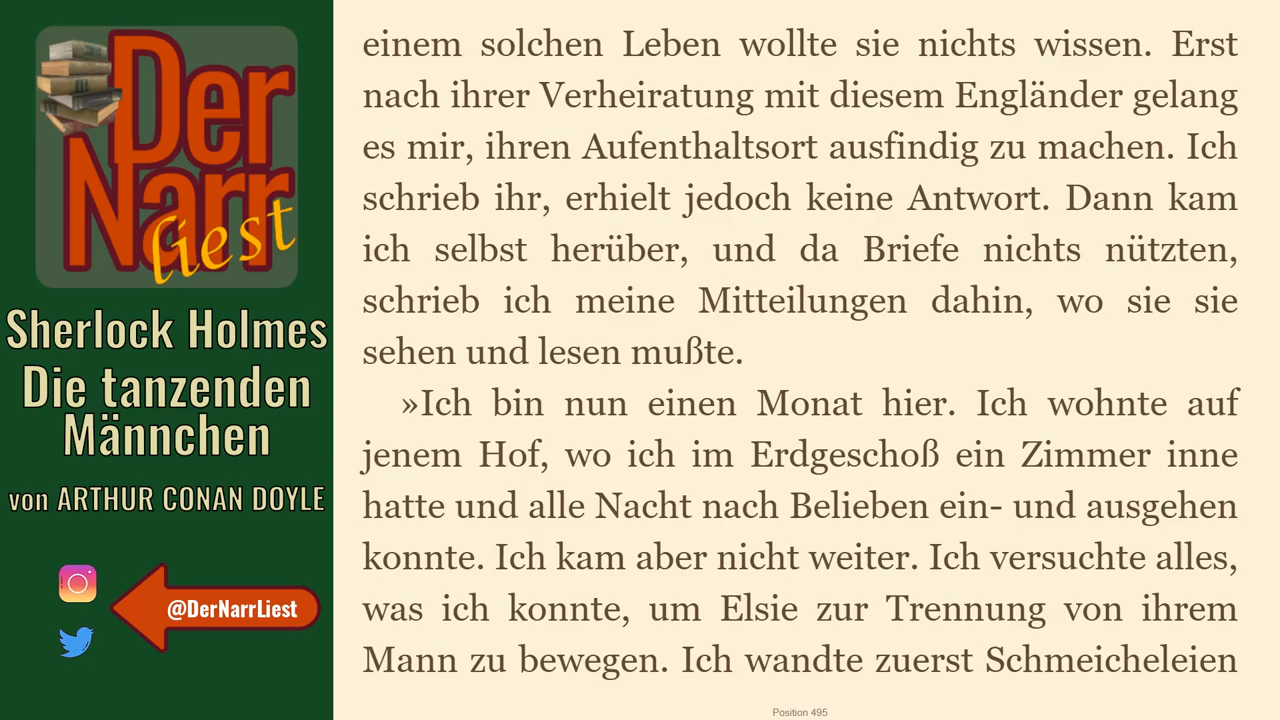 Der
Narr
liest
Sherlock Holmes
Die tanzenden
Männchen
von ARTHUR CONAN DOYLE
@DerNarrLiest
einem solchen Leben wollte sie nichts wissen. Erst
nach ihrer Verheiratung mit diesem Engländer gelang
es mir, ihren Aufenthaltsort ausfindig zu machen. Ich
schrieb ihr, erhielt jedoch keine Antwort. Dann kam
ich selbst herüber, und da Briefe nichts nützten,
schrieb ich meine Mitteilungen dahin, wo sie sie
sehen und lesen mußte.
»Ich bin nun einen Monat hier. Ich wohnte auf
jenem Hof, wo ich im Erdgeschoß ein Zimmer inne
hatte und alle Nacht nach Belieben ein- und ausgehen
konnte. Ich kam aber nicht weiter. Ich versuchte alles,
was ich konnte, um Elsie zur Trennung von ihrem
Mann zu bewegen. Ich wandte zuerst Schmeicheleien
Position 495